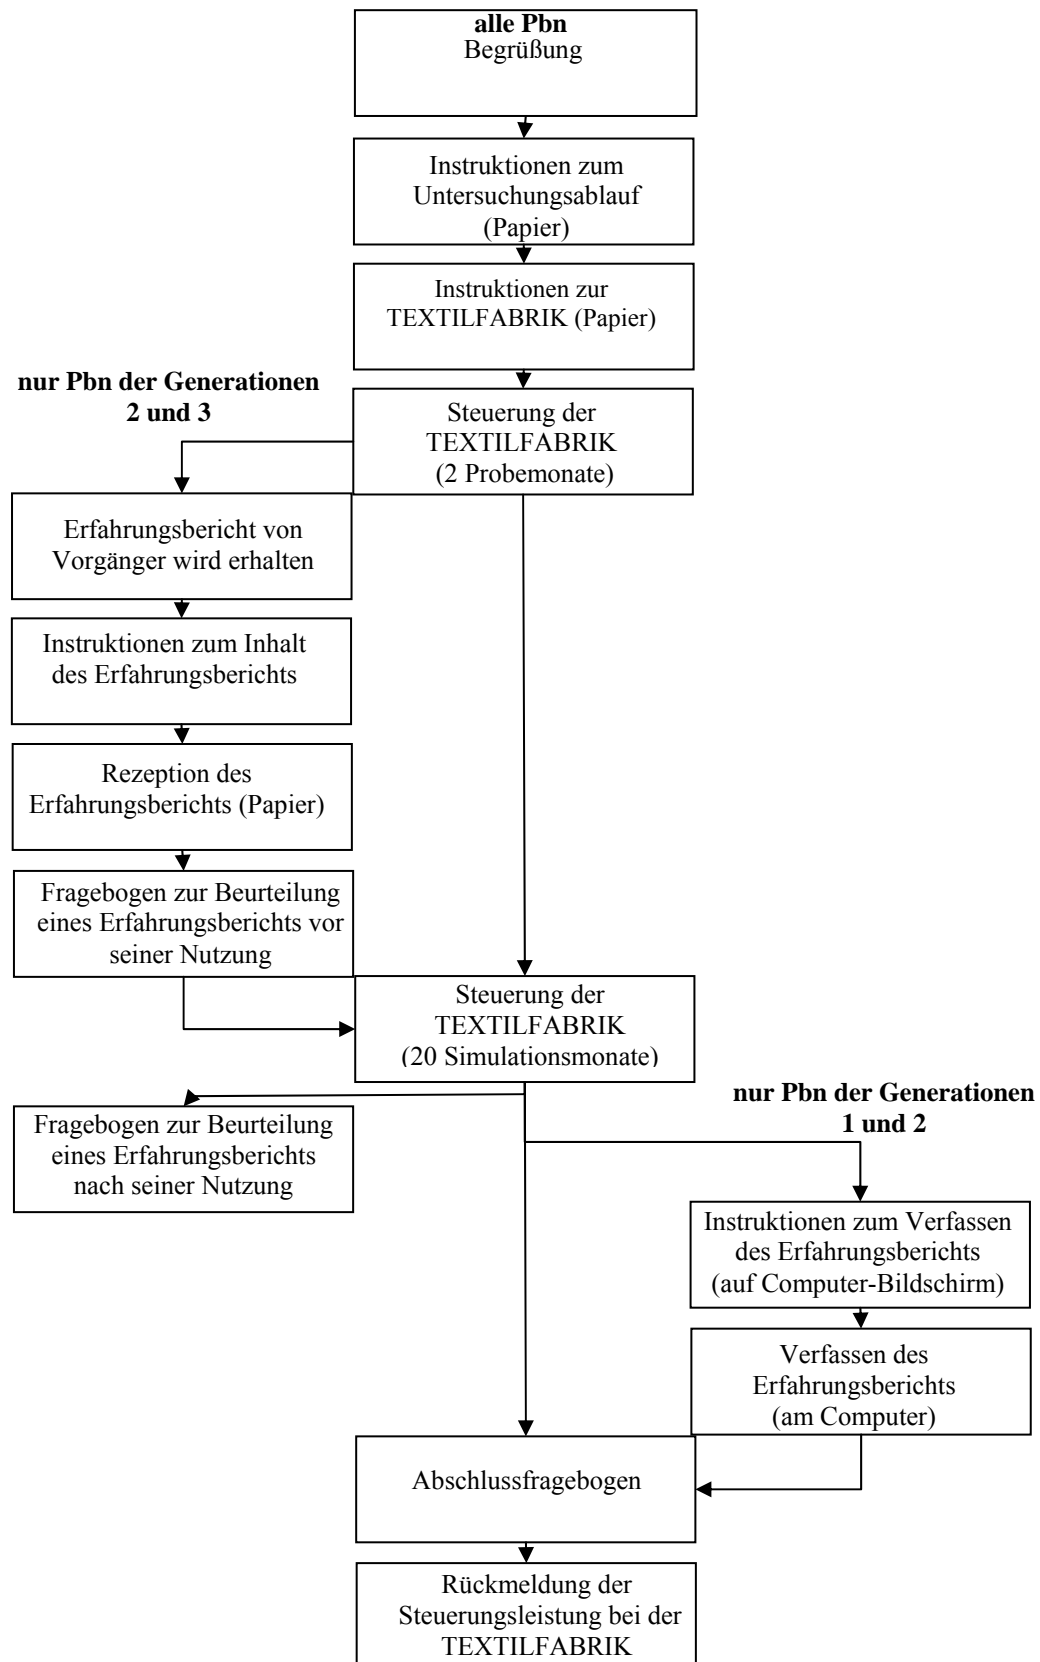 alle Pbn
Begrüßung
Instruktionen zum
Untersuchungsablauf
(Papier)
Instruktionen zur
TEXTILFABRIK (Papier)
nur Pbn der Generationen
2 und 3
Steuerung der
TEXTILFABRIK
(2 Probemonate)
Erfahrungsbericht von
Vorgänger wird erhalten
Instruktionen zum Inhalt
des Erfahrungsberichts
Rezeption des
Erfahrungsberichts (Papier)
Fragebogen zur Beurteilung
eines Erfahrungsberichts vor
seiner Nutzung
Steuerung der
TEXTILFABRIK
(20 Simulationsmonate)
Fragebogen zur Beurteilung
eines Erfahrungsberichts
nach seiner Nutzung
nur Pbn der Generationen
1 und 2
Instruktionen zum Verfassen
des Erfahrungsberichts
(auf Computer-Bildschirm)
Verfassen des
Erfahrungsberichts
(am Computer)
Abschlussfragebogen
Rückmeldung der
Steuerungsleistung bei der
TEXTILFABRIK